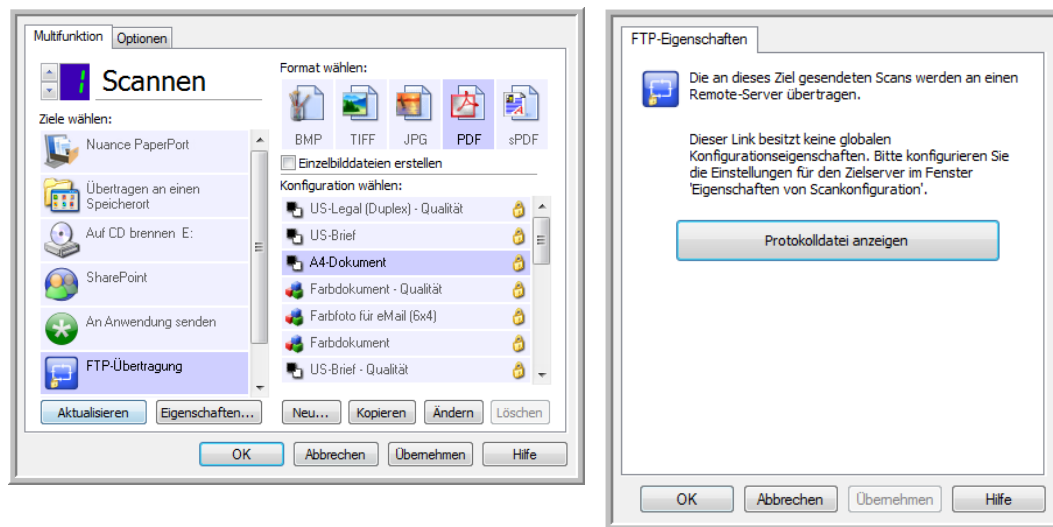 Multifunktion
Optionen
1
Scannen
Ziele wählen:
Nuance PaperPort
Übertragen an einen
Speicherort
Auf CD brennen E:
SharePoint
An Anwendung senden
FTP-Übertragung
Aktualisieren
Eigenschaften...
Format wählen:
BMP
TIFF
JPG
PDF
sPDF
Einzelbilddateien erstellen
Konfiguration wählen:
US-Legal (Duplex) - Qualität
US-Brief
A4-Dokument
Farbdokument - Qualität
Farbfoto für eMail (6x4)
Farbdokument
US-Brief - Qualität
Neu...
Kopieren
Ändern
Löschen
OK
Abbrechen
Übernehmen
Hilfe
FTP-Eigenschaften
Die an dieses Ziel gesendeten Scans werden an einen
Remote-Server übertragen.
Dieser Link besitzt keine globalen
Konfigurationseigenschaften. Bitte konfigurieren Sie
die Einstellungen für den Zielserver im Fenster
'Eigenschaften von Scankonfiguration'.
Protokolldatei anzeigen
OK
Abbrechen
Übernehmen
Hilfe